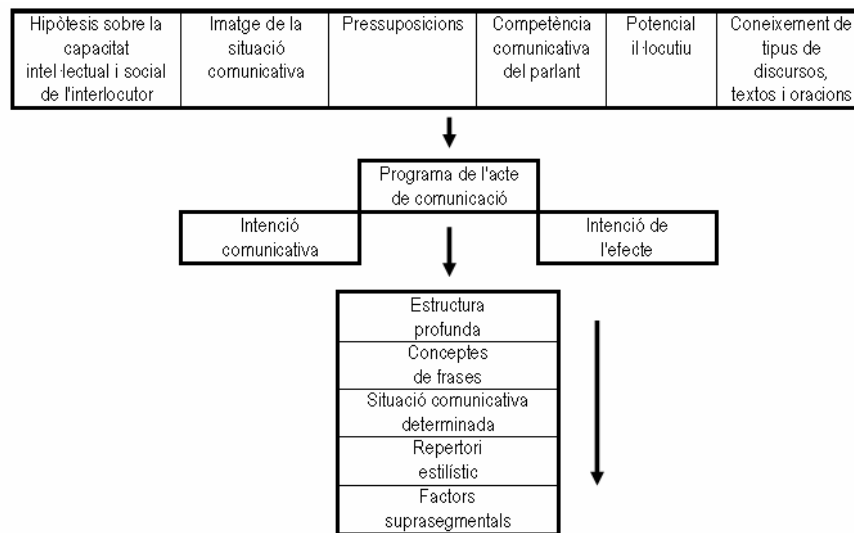 Hipòtesis sobre la
capacitat
intel·lectual i social
de l'interlocutor
Imatge de la
situació
comunicativa
Pressuposicions
Competència
comunicativa
del parlant
Potencial
il·locutiu
Coneixement de
tipus de
discursos,
textos i oracions
Programa de l'acte
de comunicació
Intenció
comunicativa
Intenció de
l'efecte
Estructura
profunda
Conceptes
de frases
Situació comunicativa
determinada
Repertori
estilístic
Factors
suprasegmentals